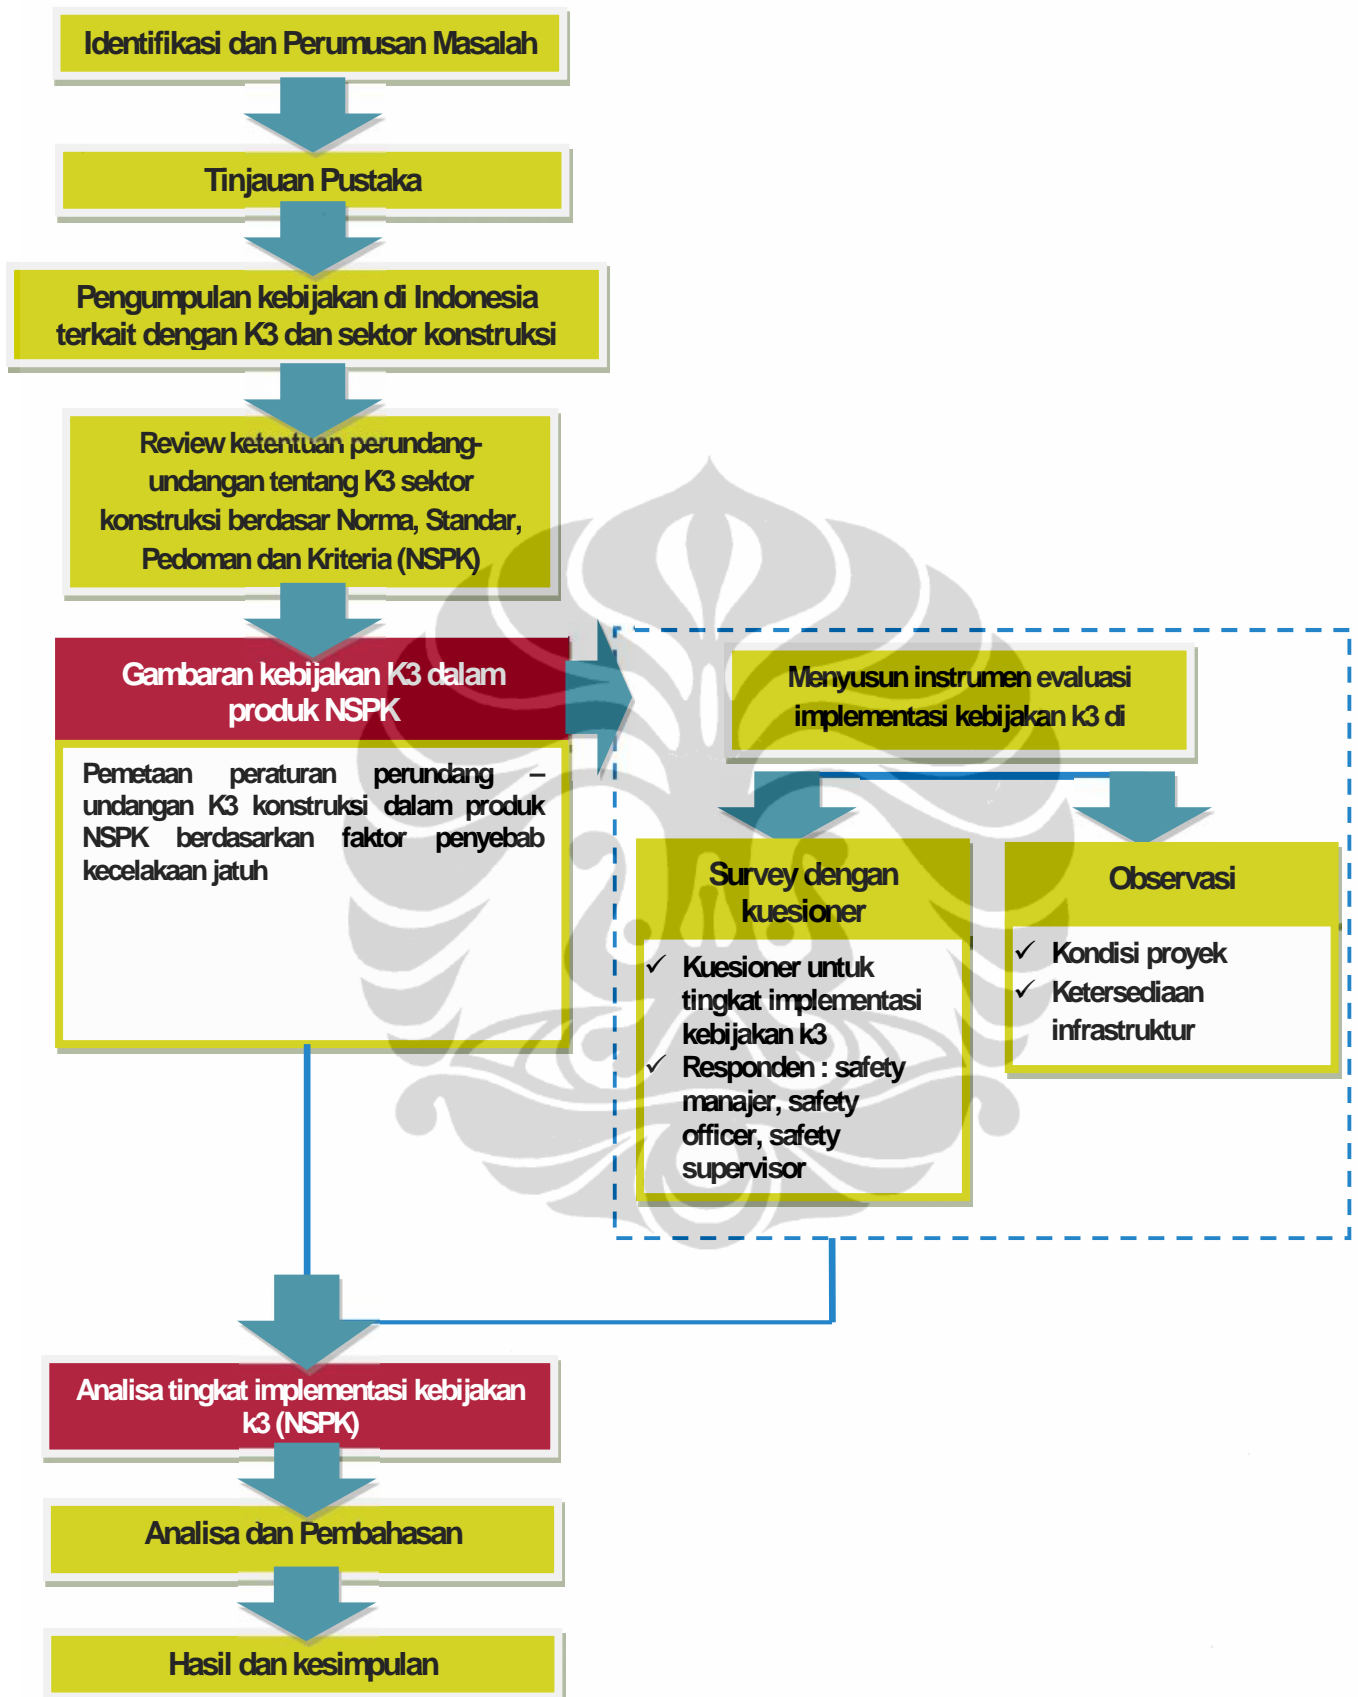 Identifikasi dan Perumusan Masalah
Tinjauan Pustaka
Pengumpulan kebijakan di Indonesia
terkait dengan K3 dan sektor konstruksi
Review ketentuan perundang-
undangan tentang K3 sektor
konstruksi berdasar Norma, Standar,
Pedoman dan Kriteria (NSPK)
Gambaran kebijakan K3 dalam
produk NSPK
Pemetaan peraturan perundang –
undangan K3 konstruksi dalam produk
NSPK berdasarkan faktor penyebab
kecelakaan jatuh
Menyusun instrumen evaluasi
implementasi kebijakan k3 di
Survey dengan
kuesioner
✓ Kuesioner untuk
tingkat implementasi
kebijakan k3
✓ Responden : safety
manajer, safety
officer, safety
supervisor
Observasi
✓ Kondisi proyek
✓ Ketersediaan
infrastruktur
Analisa tingkat implementasi kebijakan
k3 (NSPK)
Analisa dan Pembahasan
Hasil dan kesimpulan